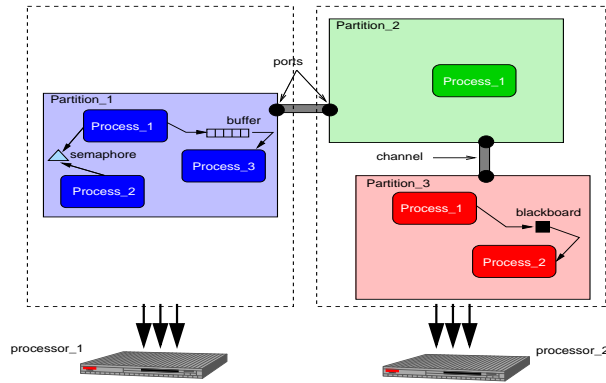 Partition_2
ports
Process_1
Partition_1
buffer
Process_1
semaphore
Process_3
channel
Process_2
Partition_3
Process_1
blackboard
Process_2
processor_1
processor_2